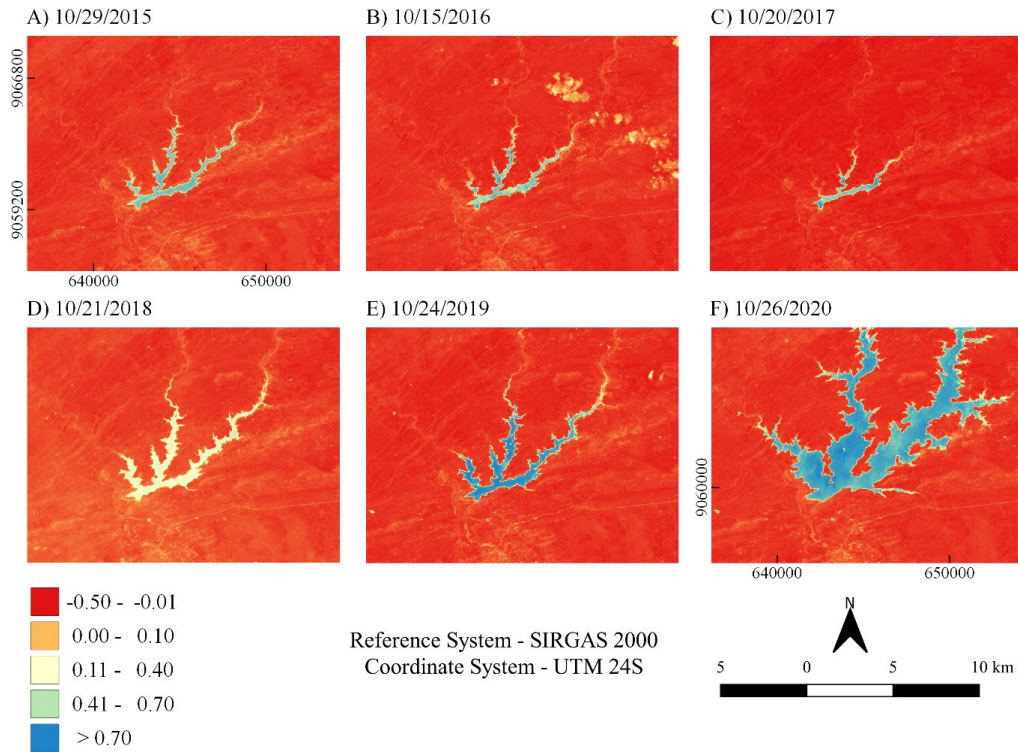 A) 10/29/2015
B) 10/15/2016
C) 10/20/2017
9066800
9059200
640000
650000
D) 10/21/2018
E) 10/24/2019
F) 10/26/2020
9060000
640000
650000
-0.50 - -0.01
0.00 - 0.10
0.11 - 0.40
0.41 - 0.70
> 0.70
Reference System - SIRGAS 2000
Coordinate System - UTM 24S
N
5 0 5 10 km